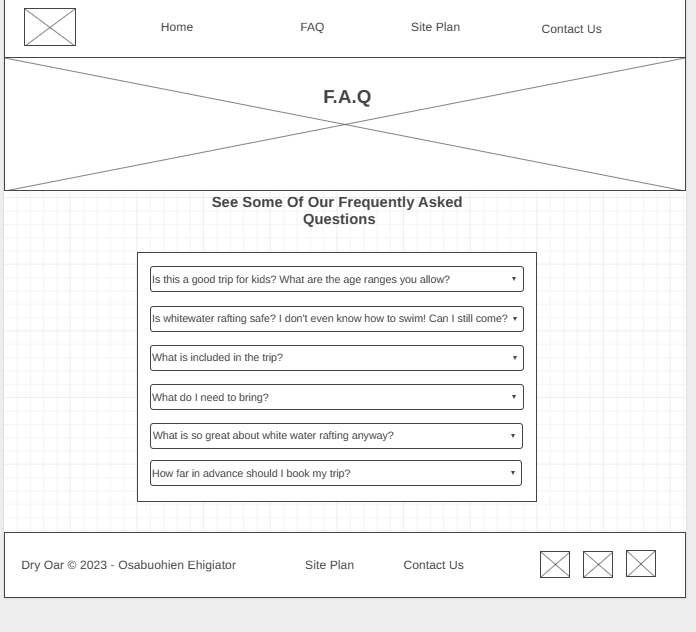 Home FAQ Site Plan Contact Us
F.A.Q
See Some Of Our Frequently Asked
Questions
Is this a good trip for kids? What are the age ranges you allow?
Is whitewater rafting safe? I don't even know how to swim! Can I still come?
What is included in the trip?
What do I need to bring?
What is so great about white water rafting anyway?
How far in advance should I book my trip?
Dry Oar © 2023 - Osabuohien Ehigiator Site Plan Contact Us